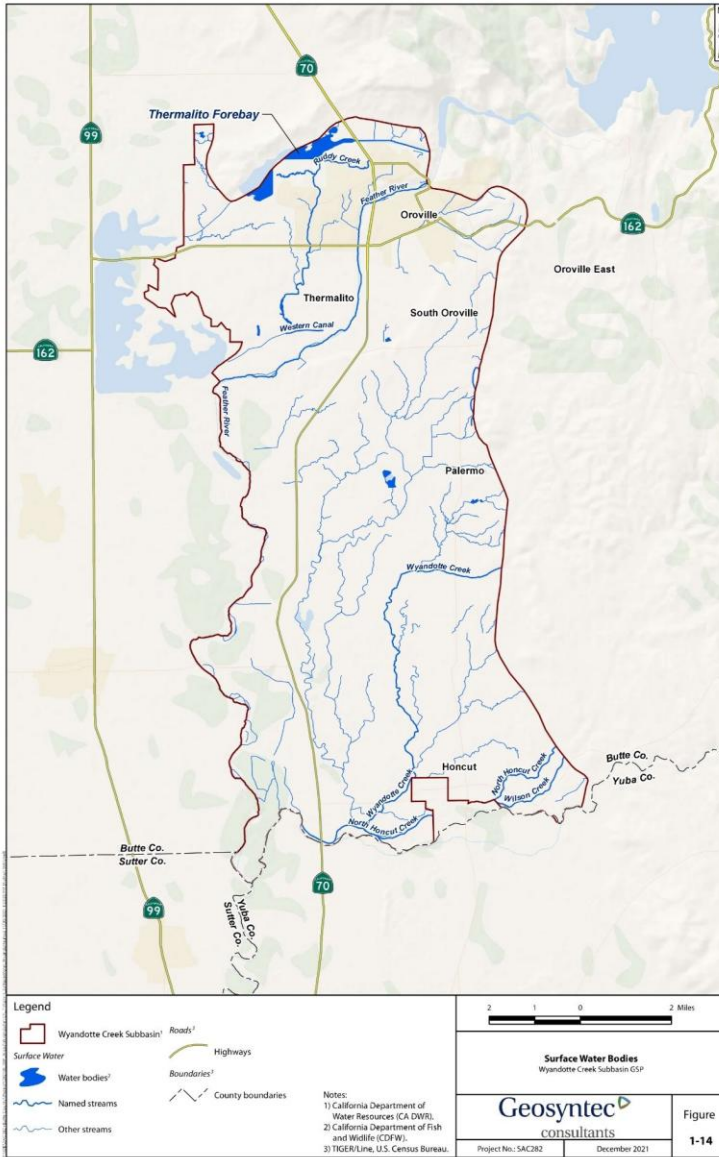 70
99
Thermalito Forebay
Ruddy Creek
Feather River
Oroville
162
Oroville East
Thermalito
South Oroville
Western Canal
162
Feather River
Palermo
Wyandotte Creek
Honcut
Butte Co.
Yuba Co.
North Honcut Creek
Wilson Creek
Wyandotte Creek
North Honcut Creek
Butte Co.
Sutter Co.
70
99
Yuba Co.
Sutter Co.
Legend
Wyandotte Creek Subbasin¹
Surface Water
Water bodies²
Named streams
Other streams
Roads³
Highways
Boundaries³
County boundaries
Notes:
1) California Department of
Water Resources (CA DWR).
2) California Department of Fish
and Widlife (CDFW).
3) TIGER/Line, U.S. Census Bureau.
2 1 0 2 Miles
Surface Water Bodies
Wyandotte Creek Subbasin GSP
Geosyntec
consultants
Project No.: SAC282
December 2021
Figure
1-14